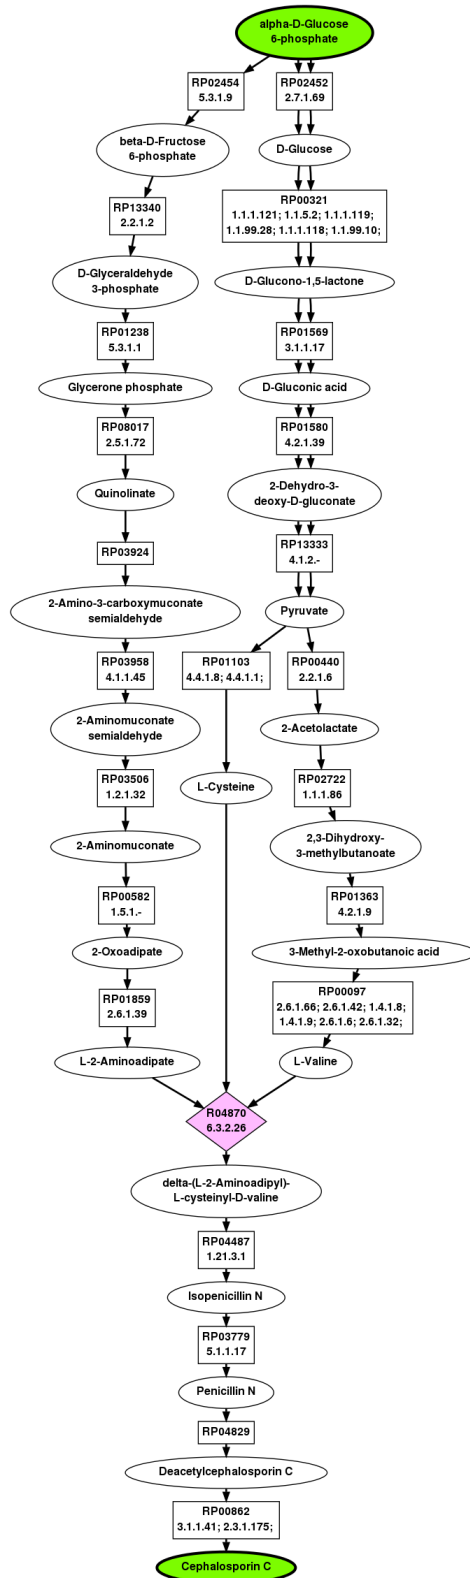 alpha-D-Glucose
6-phosphate
RP02454
5.3.1.9
RP02452
2.7.1.69
beta-D-Fructose
6-phosphate
D-Glucose
RP13340
2.2.1.2
RP00321
1.1.1.121; 1.1.5.2; 1.1.1.119;
1.1.99.28; 1.1.1.118; 1.1.99.10;
D-Glyceraldehyde
3-phosphate
D-Glucono-1,5-lactone
RP01238
5.3.1.1
RP01569
3.1.1.17
Glycerone phosphate
D-Gluconic acid
RP08017
2.5.1.72
RP01580
4.2.1.39
Quinolinate
2-Dehydro-3-
deoxy-D-gluconate
RP03924
RP13333
4.1.2.-
2-Amino-3-carboxymuconate
semialdehyde
Pyruvate
RP03958
4.1.1.45
RP01103
4.4.1.8; 4.4.1.1;
RP00440
2.2.1.6
2-Aminomuconate
semialdehyde
2-Acetolactate
RP03506
1.2.1.32
L-Cysteine
RP02722
1.1.1.86
2-Aminomuconate
2,3-Dihydroxy-
3-methylbutanoate
RP00582
1.5.1.-
RP01363
4.2.1.9
2-Oxoadipate
3-Methyl-2-oxobutanoic acid
RP01859
2.6.1.39
RP00097
2.6.1.66; 2.6.1.42; 1.4.1.8;
1.4.1.9; 2.6.1.6; 2.6.1.32;
L-2-Aminoadipate
L-Valine
R04870
6.3.2.26
delta-(L-2-Aminoadipyl)-
L-cysteinyl-D-valine
RP04487
1.21.3.1
Isopenicillin N
RP03779
5.1.1.17
Penicillin N
RP04829
Deacetylcephalosporin C
RP00862
3.1.1.41; 2.3.1.175;
Cephalosporin C